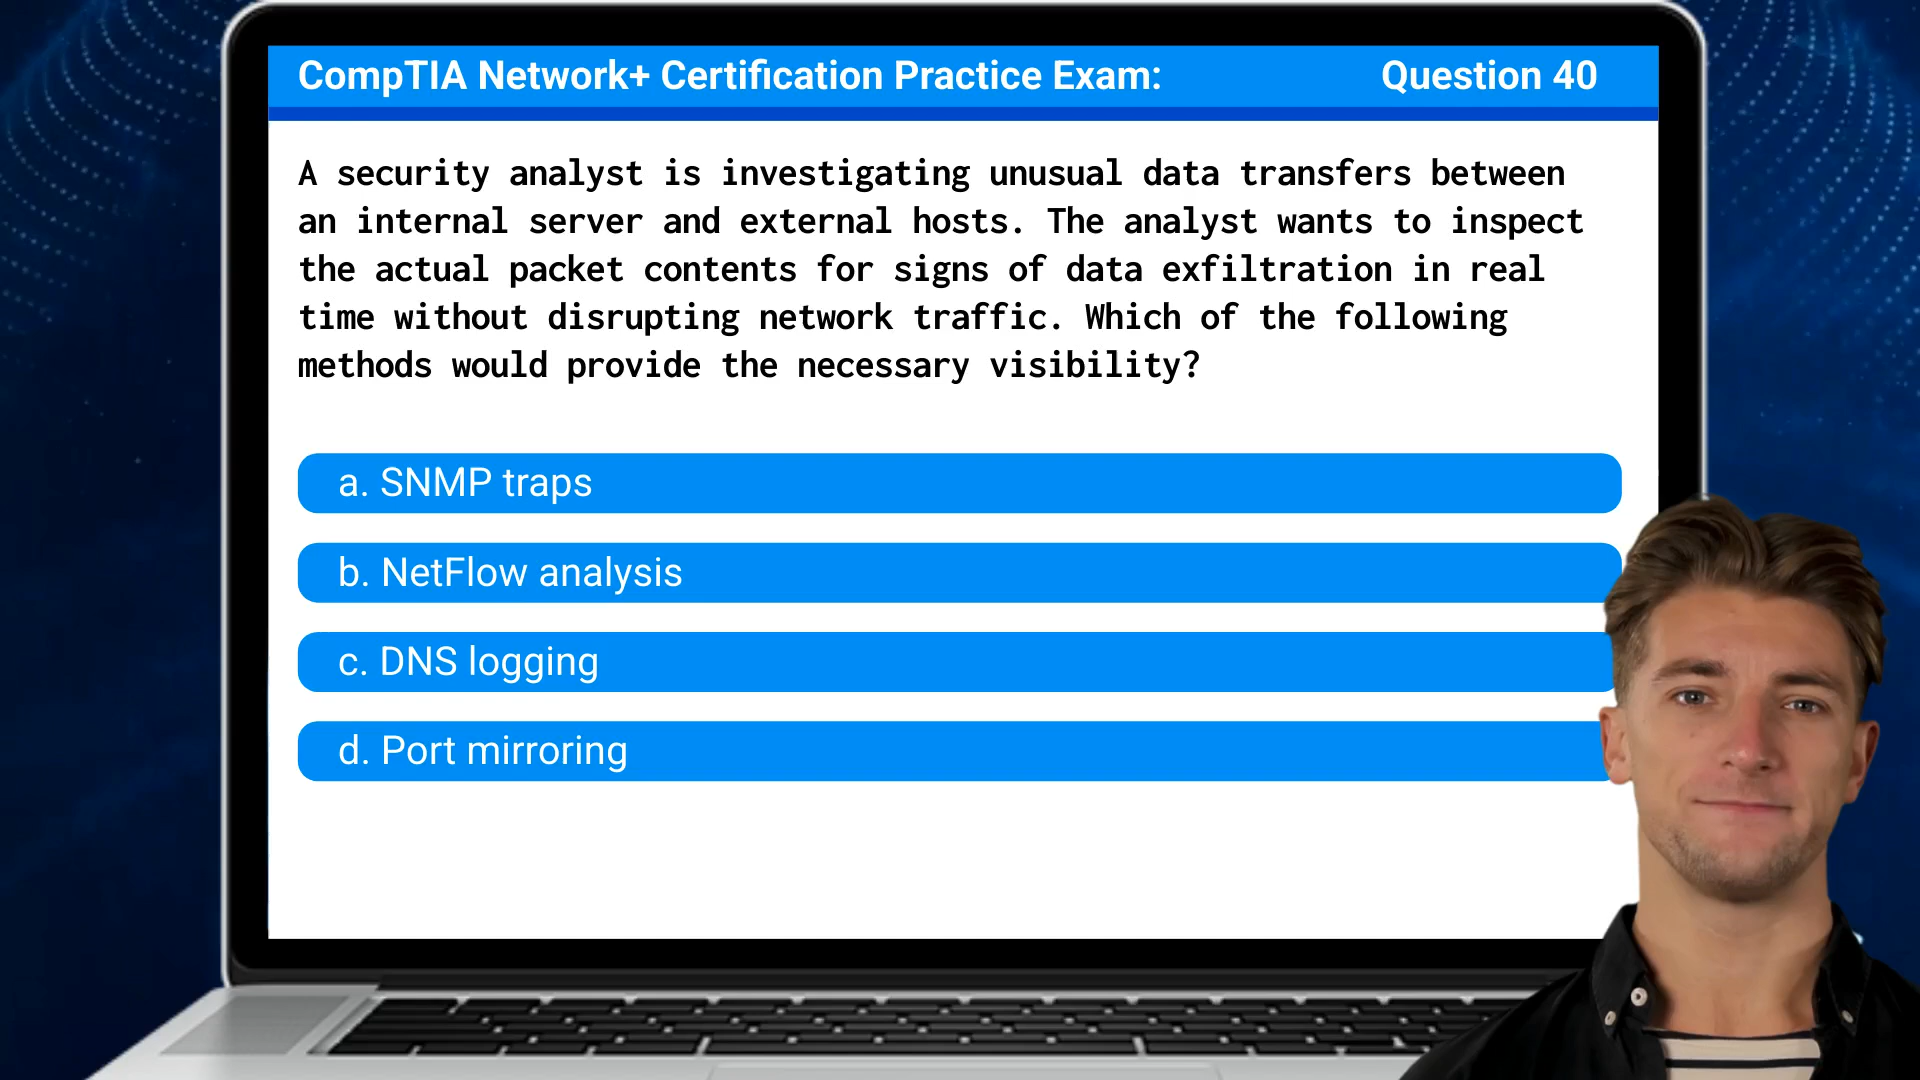 CompTIA Network+ Certification Practice Exam: Question 40
A security analyst is investigating unusual data transfers between
an internal server and external hosts. The analyst wants to inspect
the actual packet contents for signs of data exfiltration in real
time without disrupting network traffic. Which of the following
methods would provide the necessary visibility?
a. SNMP traps
b. NetFlow analysis
c. DNS logging
d. Port mirroring